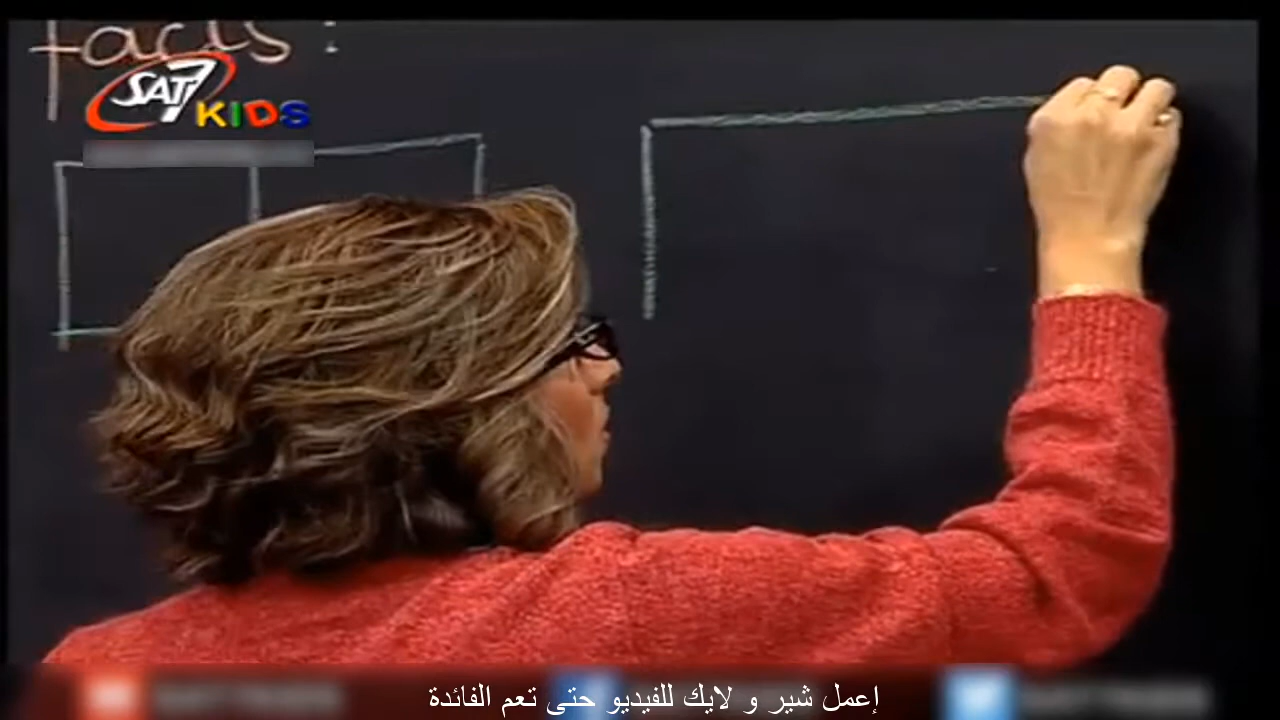 facts:
SAT7
KIDS
إعمل شير و لايك للفيديو حتى تعم الفائدة